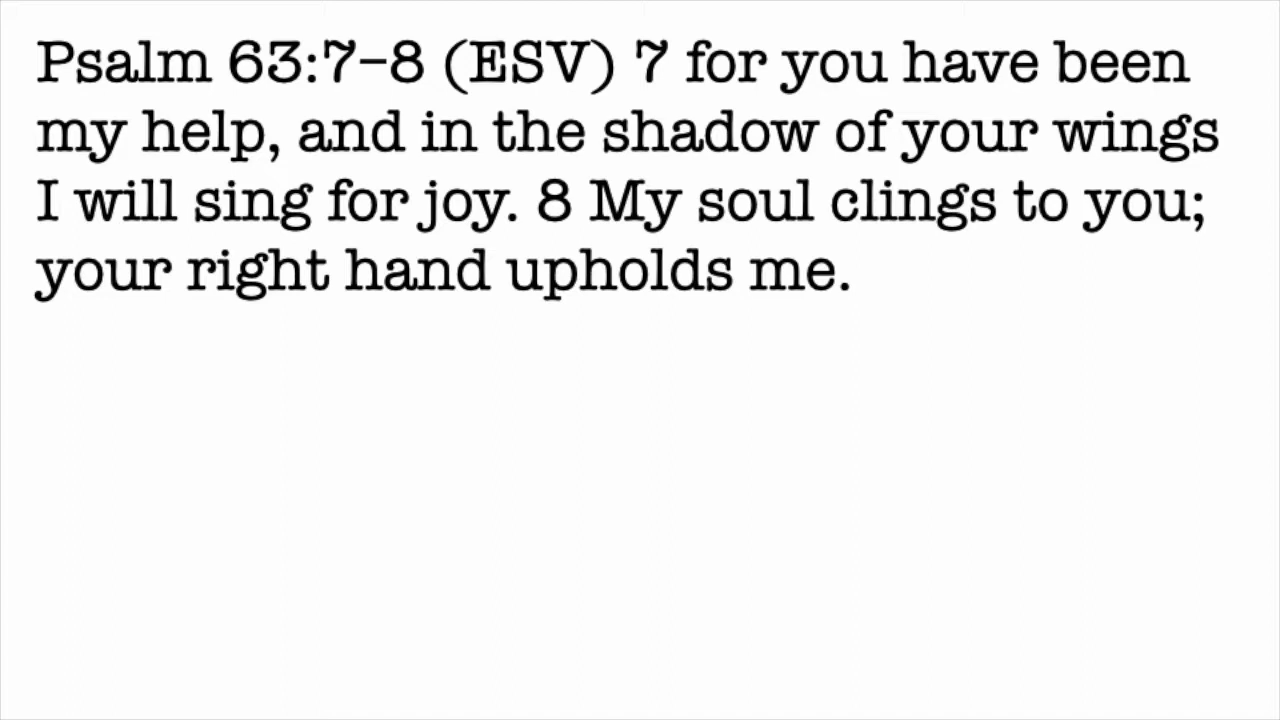 Psalm 63:7–8 (ESV) 7 for you have been
my help, and in the shadow of your wings
I will sing for joy. 8 My soul clings to you;
your right hand upholds me.